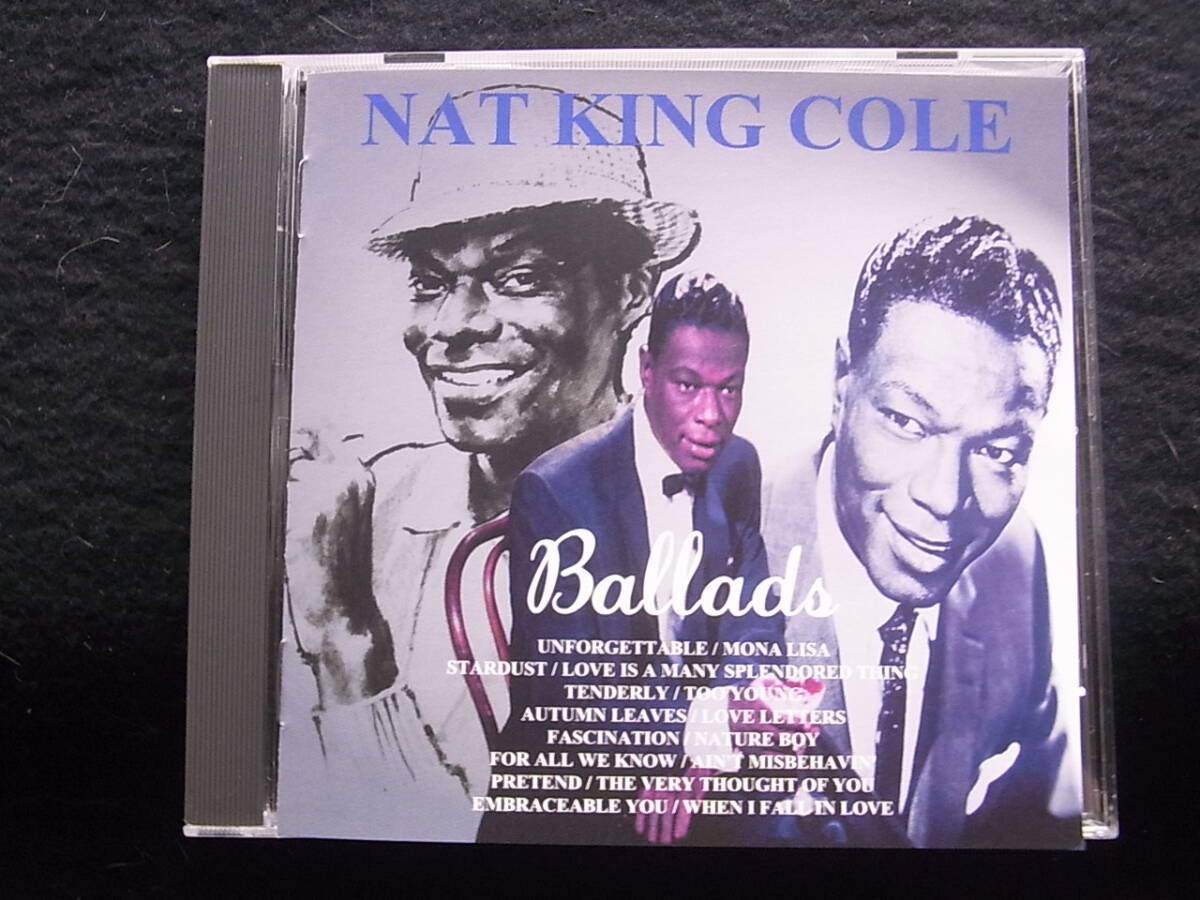 NAT KING COLE
Ballads
UNFORGETTABLE / MONA LISA
STARDUST / LOVE IS A MANY SPLENDORED THING
TENDERLY / TOO YOUNG
AUTUMN LEAVES / LOVE LETTERS
FASCINATION / NATURE BOY
FOR ALL WE KNOW / AIN'T MISBEHAVIN'
PRETEND / THE VERY THOUGHT OF YOU
EMBRACEABLE YOU / WHEN I FALL IN LOVE